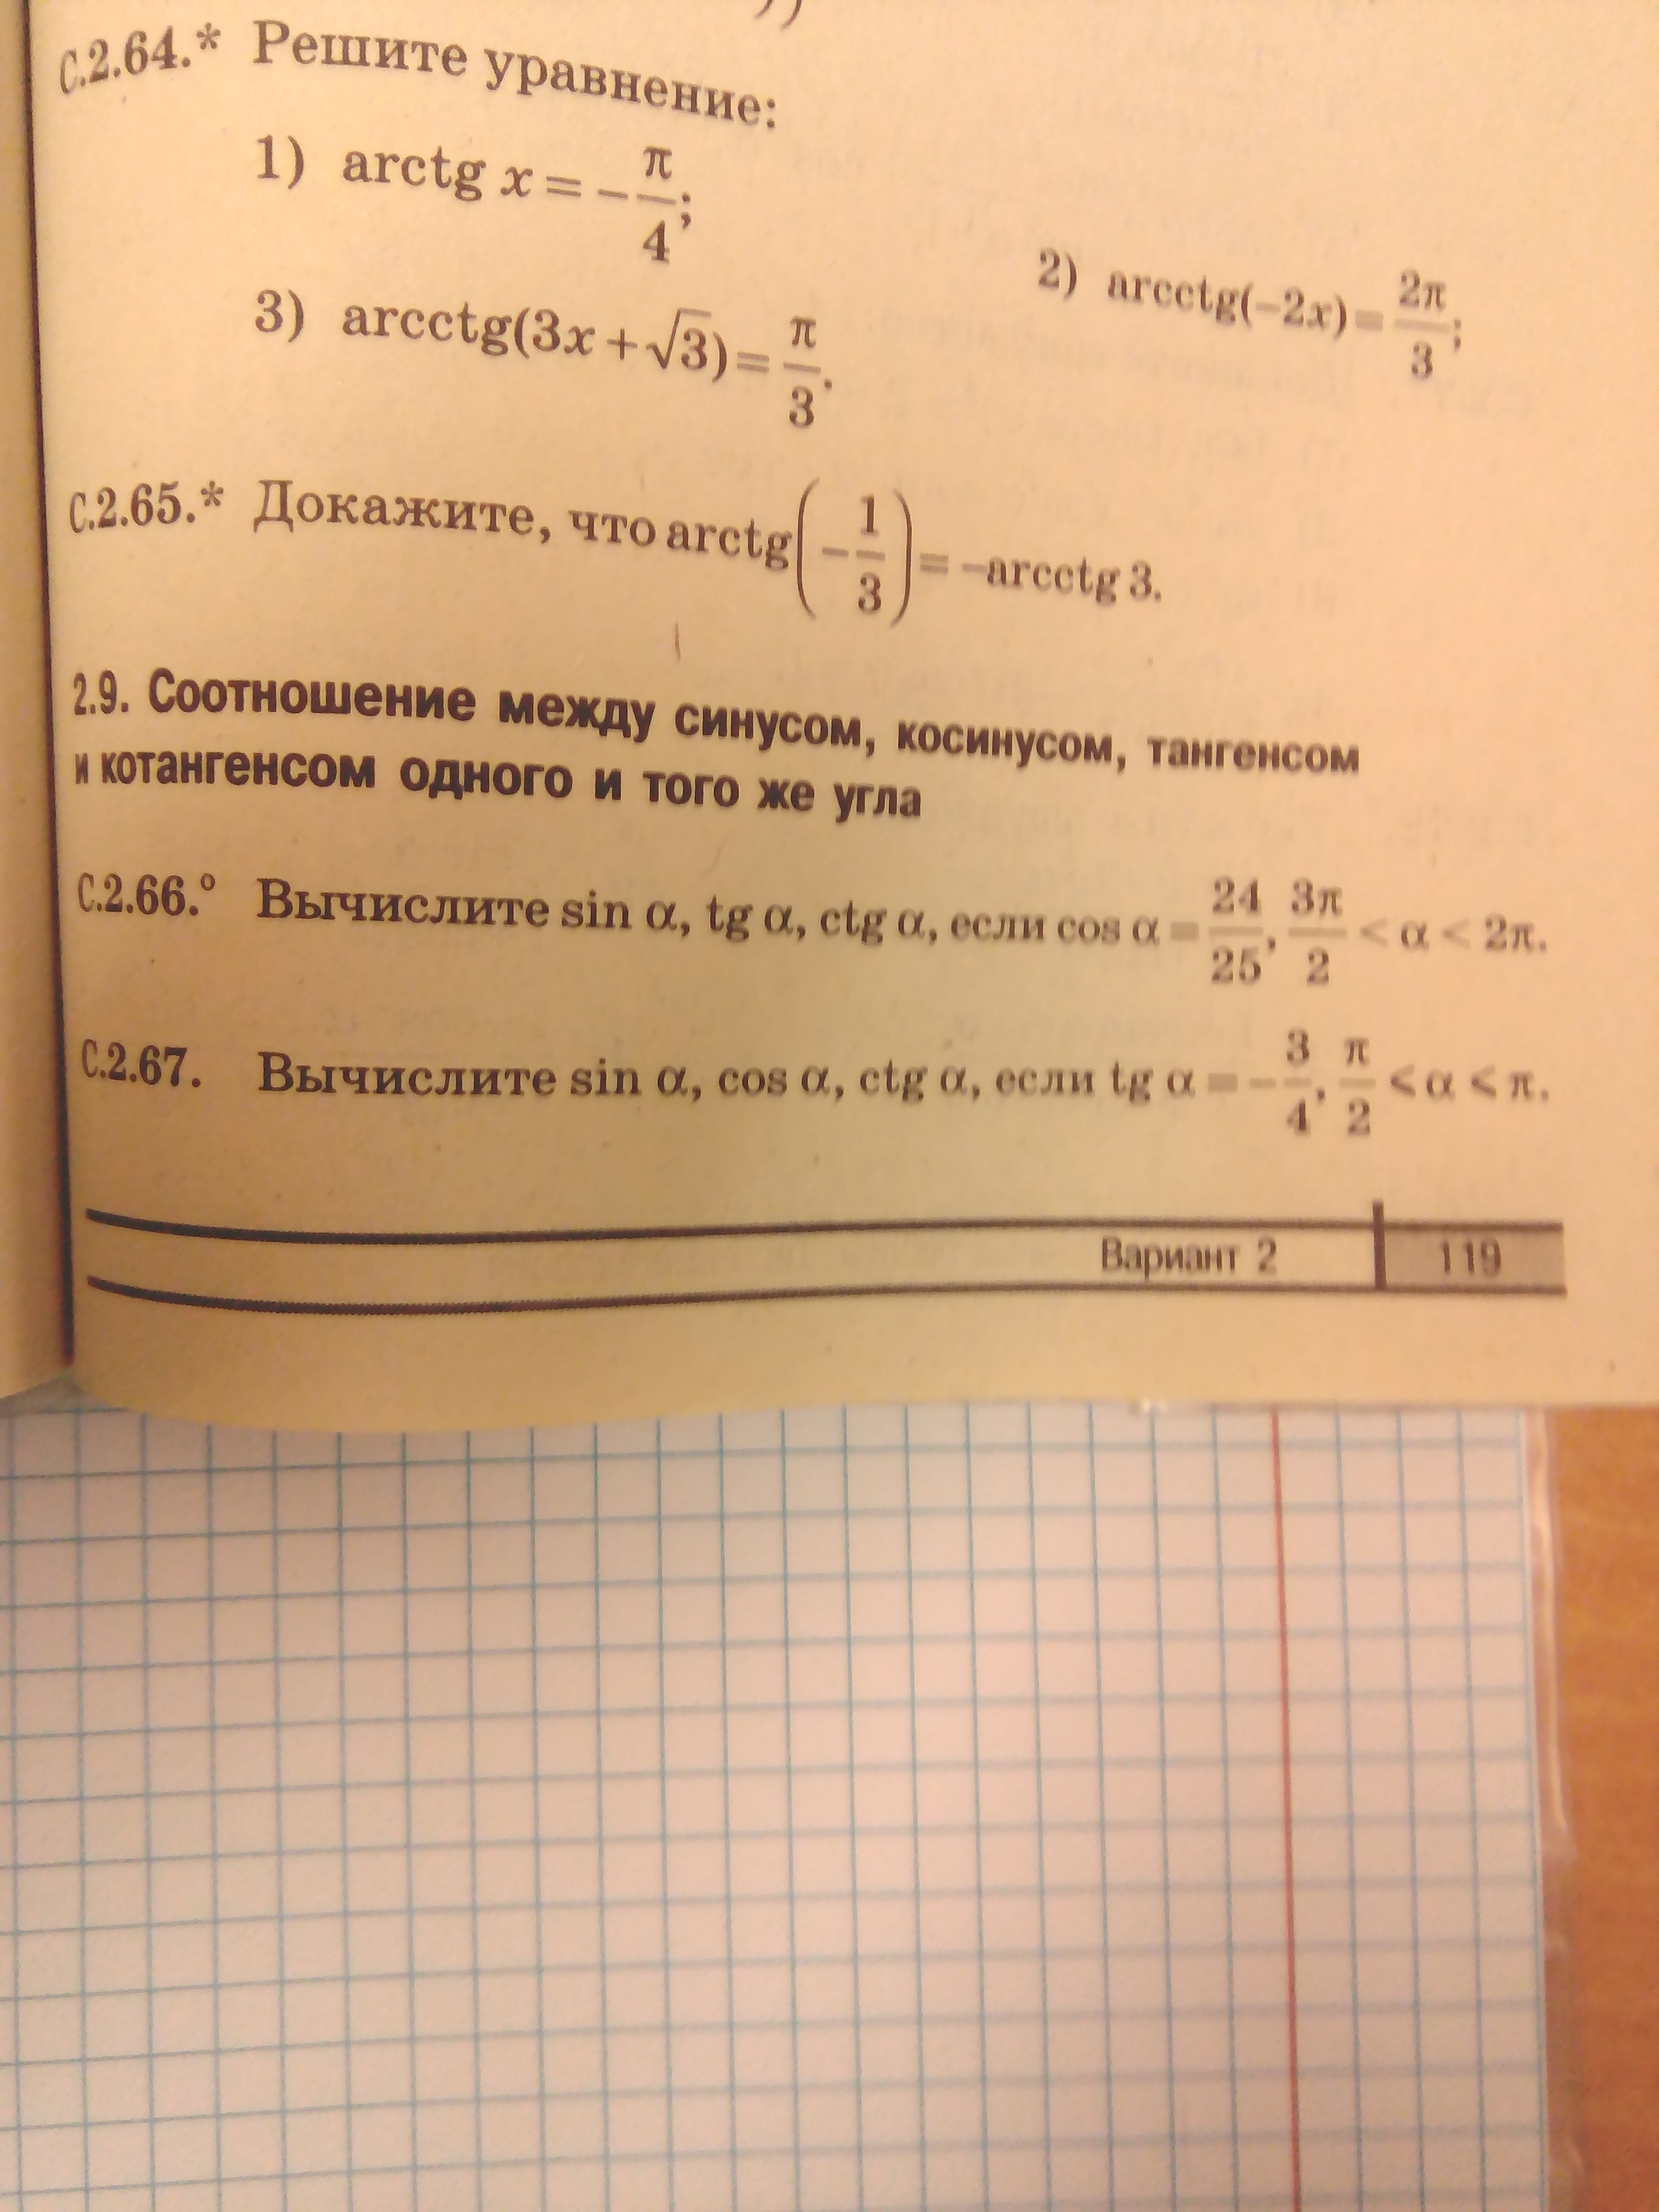 С.2.64.* Решите уравнение:
1) arctg x = -π/4;
2) arcctg(-2x) = 2π/3;
3) arcctg(3x + √3) = π/3.
С.2.65.* Докажите, что arctg(-1/3) = -arcctg 3.
2.9. Соотношение между синусом, косинусом, тангенсом
и котангенсом одного и того же угла
С.2.66.° Вычислите sin α, tg α, ctg α, если cos α = 24/25, 3π/2 < α < 2π.
С.2.67. Вычислите sin α, cos α, ctg α, если tg α = -3/4, π/2 < α < π.
Вариант 2 119